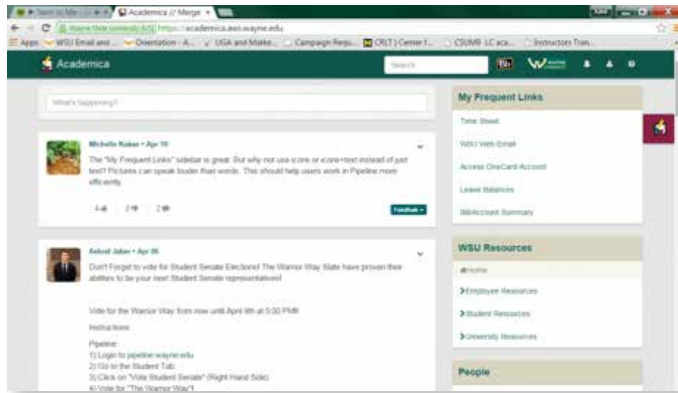 Academica // Merge
academica.aws.wayne.edu
Apps
WSU Email and
Orientation - A...
UGA and Make...
Campaign Requ...
CRLT | Center f...
CSUMB LC aca...
Instructors Tran...
Academica
Search
Bb
W
What's happening?
Michelle • Apr 10
The "My Frequent Links" sidebar is great. But why not use icons or icons+text instead of just
text? Pictures can speak louder than words. This should help users work in Pipeline more
efficiently.
4
2
2
Feedback
Jaber • Apr 06
Don't Forget to vote for Student Senate Elections! The Warrior Way Slate have proven their
abilities to be your next Student Senate representatives!
Vote for the Warrior Way from now until April 9th at 5:00 PM!!
Instructions:
Pipeline:
1) Login to pipeline.wayne.edu
2) Go to the Student Tab
3) Click on "Vote Student Senate" (Right Hand Side)
4) Vote for "The Warrior Way"!
My Frequent Links
Time Sheet
WSU Web Email
Access OneCard Account
Leave Balances
Bill/Account Summary
WSU Resources
Home
Employee Resources
Student Resources
University Resources
People